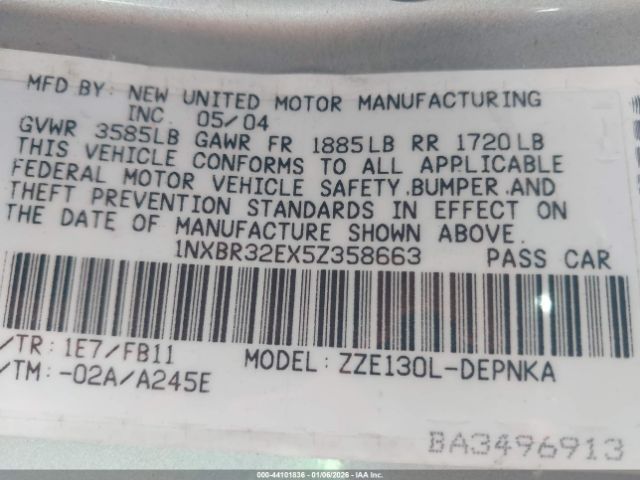 MFD BY: NEW UNITED MOTOR MANUFACTURING
INC. 05/04
GVWR 3585LB GAWR FR 1885LB RR 1720LB
THIS VEHICLE CONFORMS TO ALL APPLICABLE
FEDERAL MOTOR VEHICLE SAFETY,BUMPER,AND
THEFT PREVENTION STANDARDS IN EFFECT ON
THE DATE OF MANUFACTURE SHOWN ABOVE.
1NXBR32EX5Z358663 PASS CAR
/TR: 1E7/FB11 MODEL: ZZE130L-DEPNKA
/TM: -02A/A245E
BA3496913
000-44101836 - 01/06/2026 - IAA Inc.